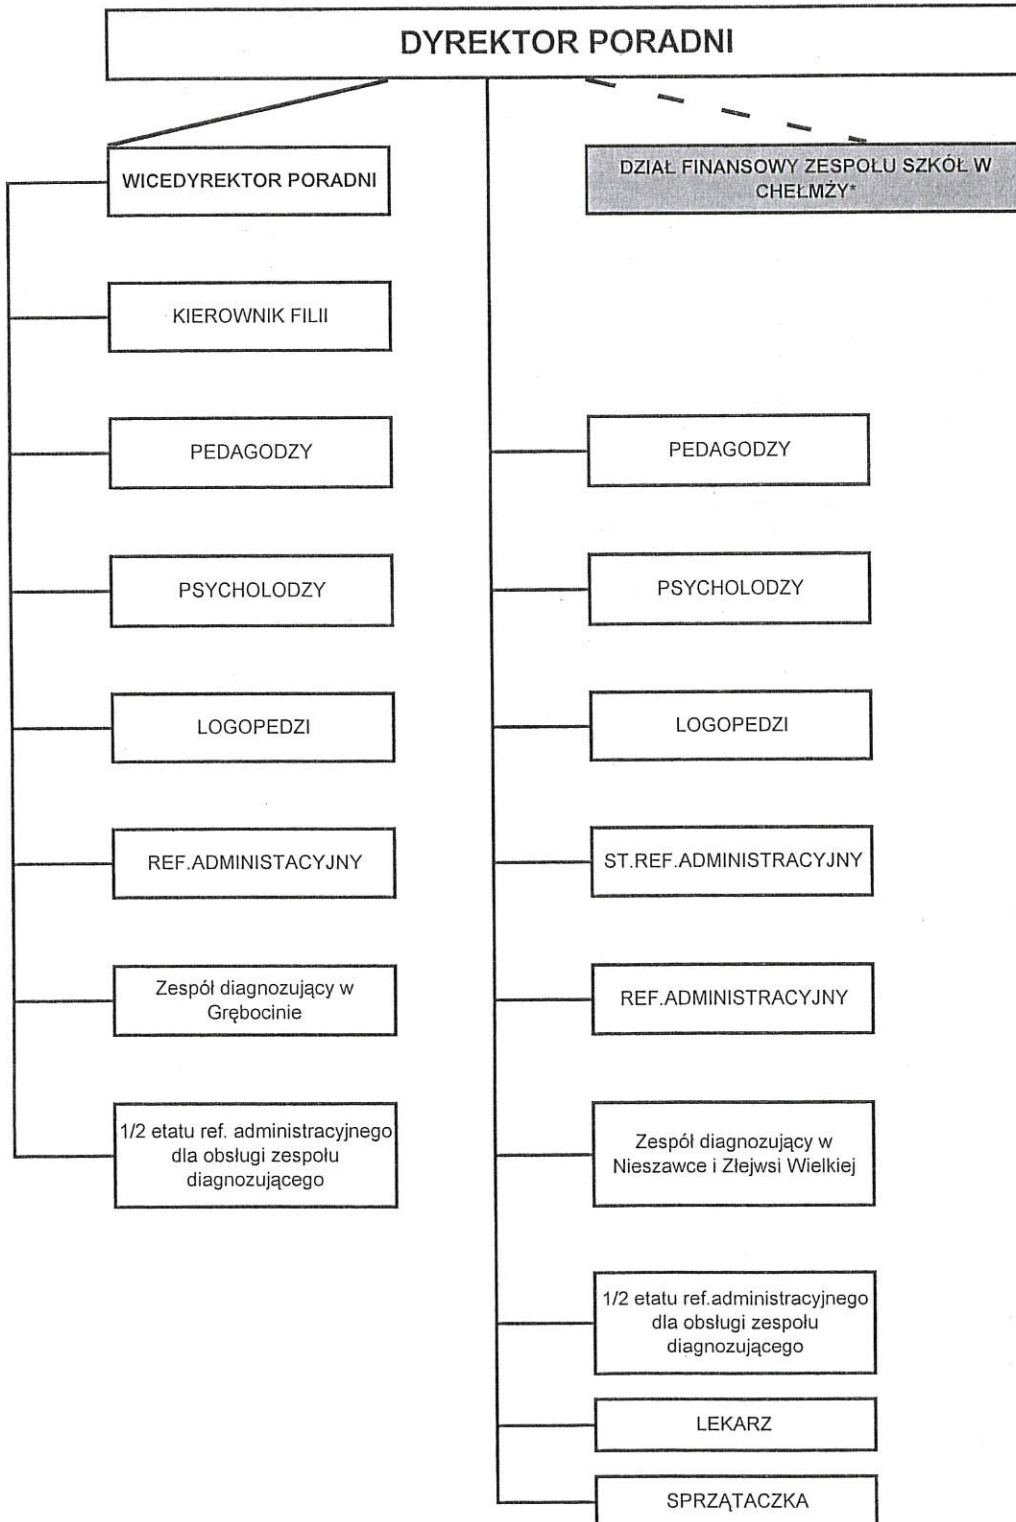 DYREKTOR PORADNI
WICEDYREKTOR PORADNI
DZIAŁ FINANSOWY ZESPOŁU SZKÓŁ W
CHEŁMŻY*
KIEROWNIK FILII
PEDAGODZY
PEDAGODZY
PSYCHOLODZY
PSYCHOLODZY
LOGOPEDZI
LOGOPEDZI
REF.ADMINISTACYJNY
ST.REF.ADMINISTRACYJNY
Zespół diagnozujący w
Grębocinie
REF.ADMINISTRACYJNY
1/2 etatu ref. administracyjnego
dla obsługi zespołu
diagnozującego
Zespół diagnozujący w
Nieszawce i Złejwsi Wielkiej
1/2 etatu ref.administracyjnego
dla obsługi zespołu
diagnozującego
LEKARZ
SPRZĄTACZKA